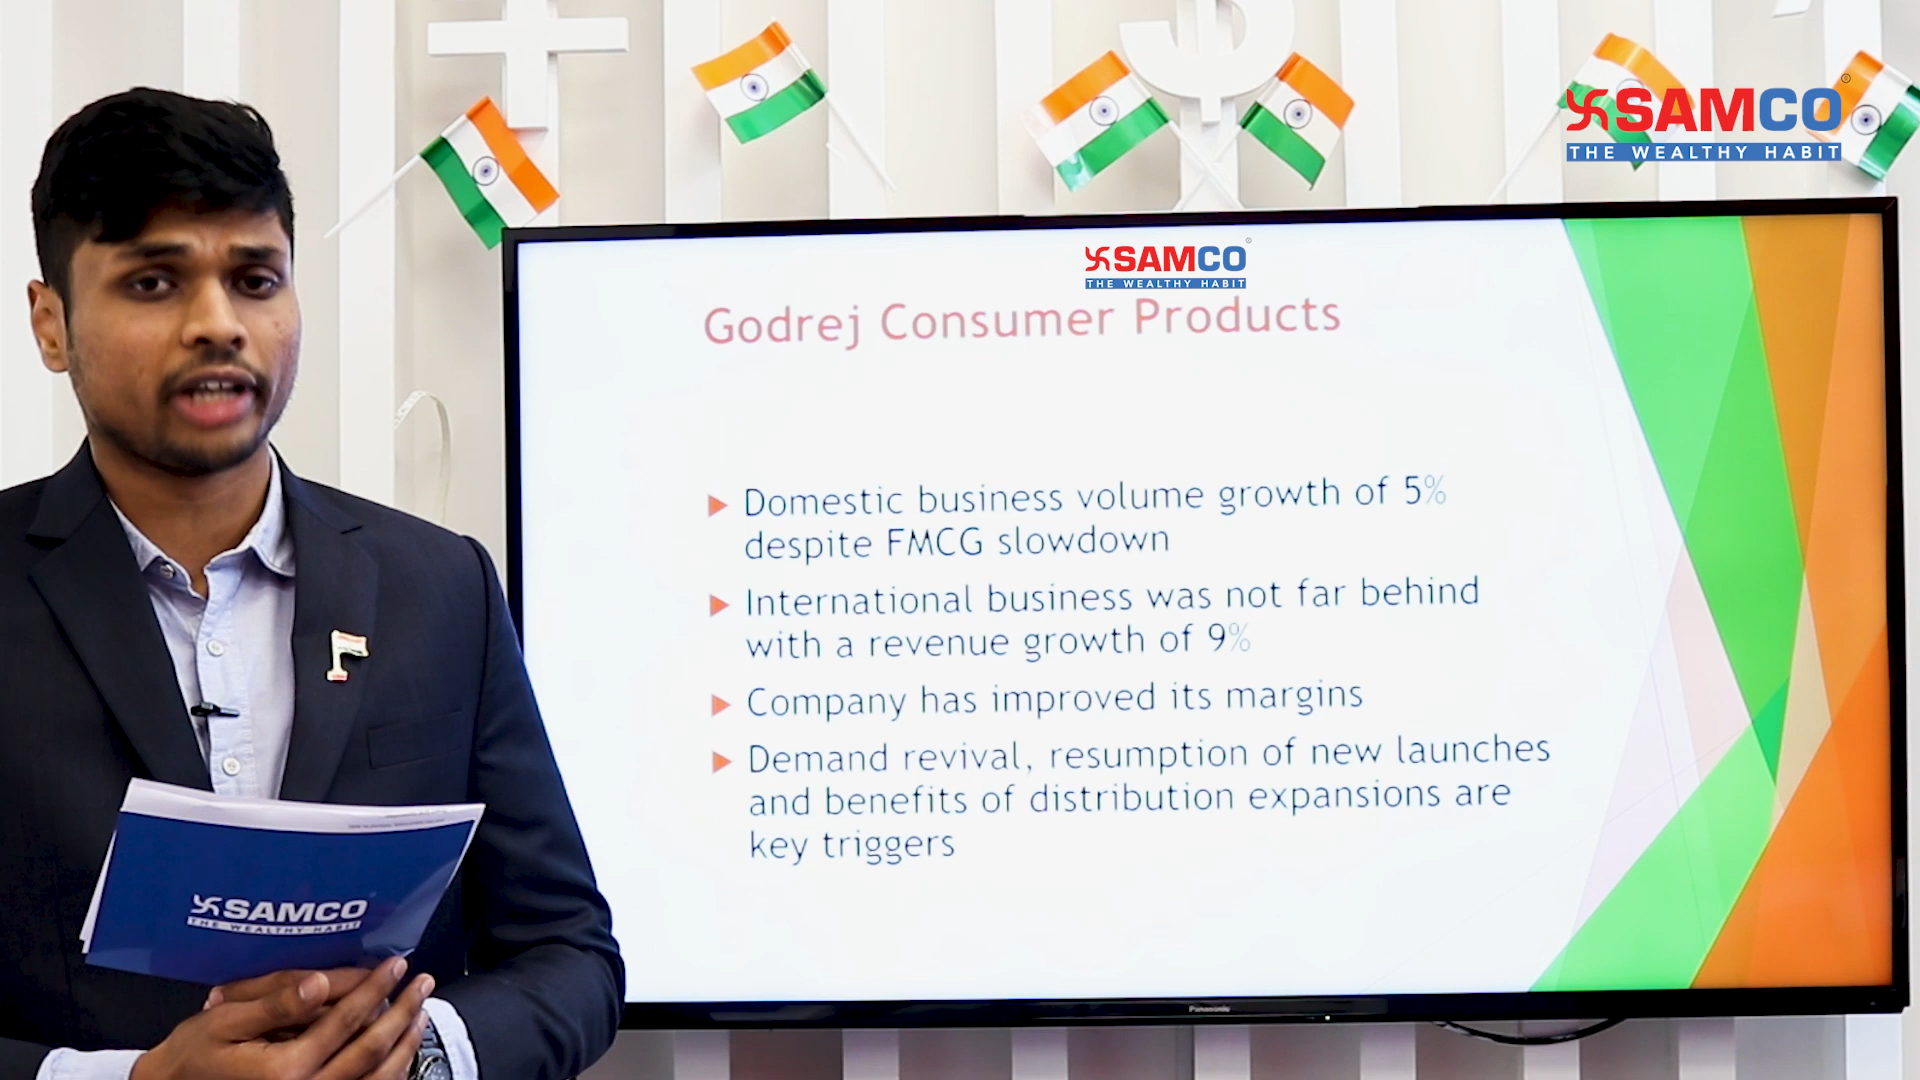 SAMCO
THE WEALTHY HABIT
SAMCO
THE WEALTHY HABIT
Godrej Consumer Products
Domestic business volume growth of 5%
despite FMCG slowdown
International business was not far behind
with a revenue growth of 9%
Company has improved its margins
Demand revival, resumption of new launches
and benefits of distribution expansions are
key triggers
SAMCO
THE WEALTHY HABIT
Panasonic